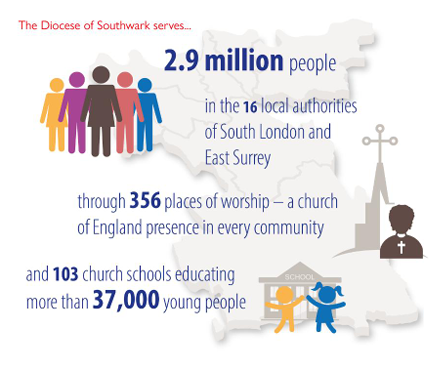 The Diocese of Southwark serves...
2.9 million people
in the 16 local authorities
of South London and
East Surrey
through 356 places of worship – a church
of England presence in every community
and 103 church schools educating
more than 37,000 young people
SCHOOL